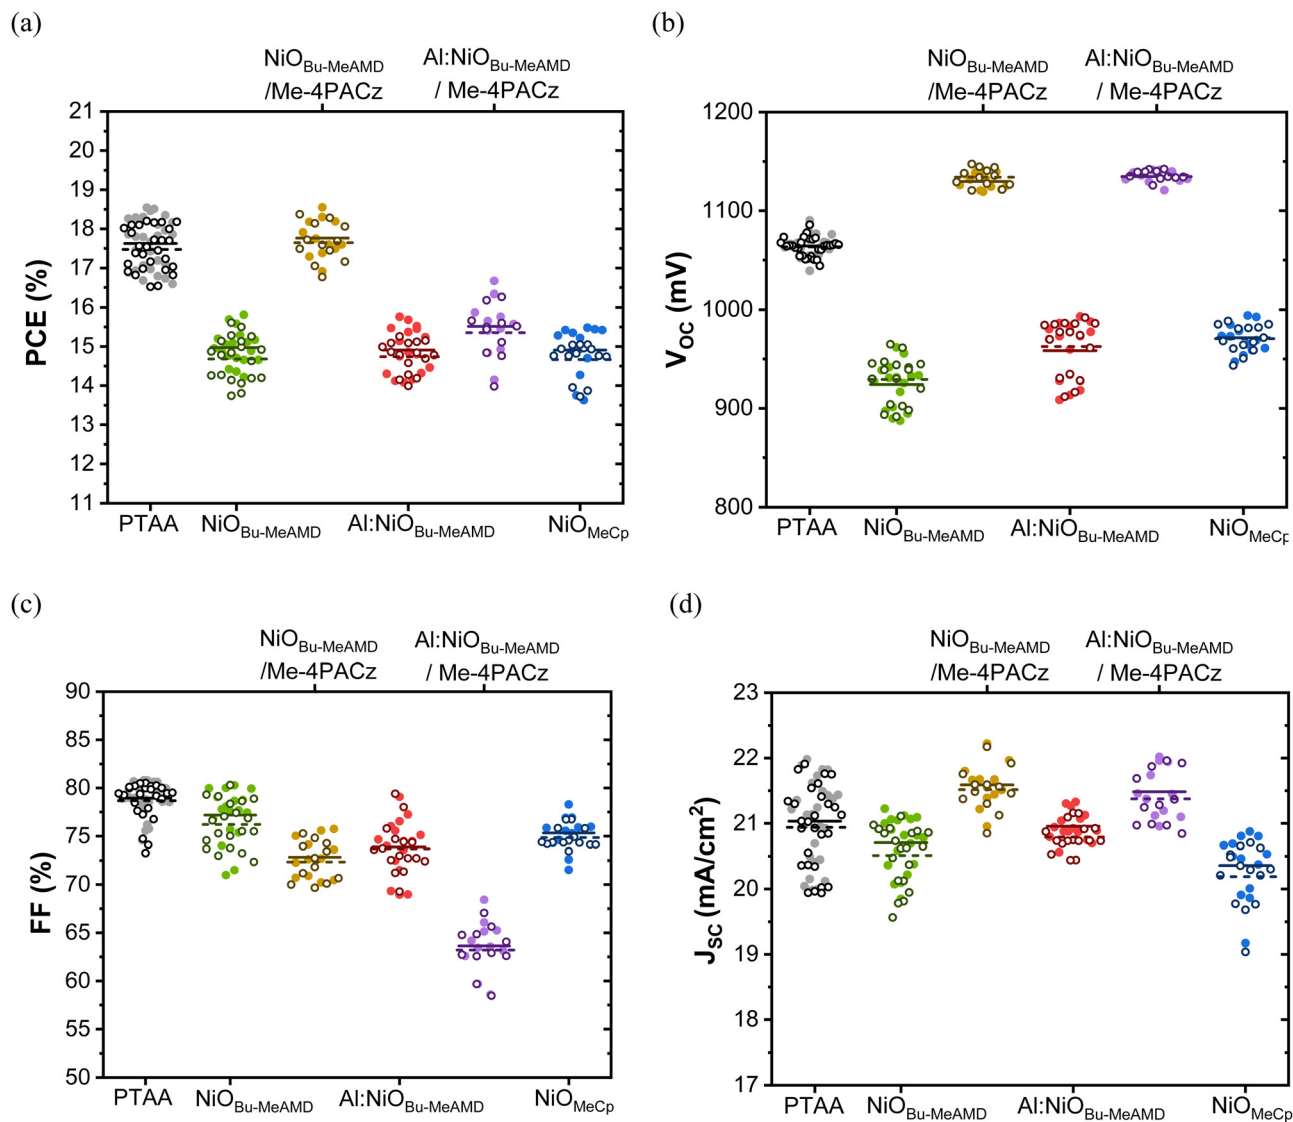 (a)
NiOBu-MeAMD
/Me-4PACz
Al:NiOBu-MeAMD
/ Me-4PACz
PCE (%)
21
20
19
18
17
16
15
14
13
12
11
PTAA
NiOBu-MeAMD
Al:NiOBu-MeAMD
NiOMeCp
(b)
NiOBu-MeAMD
/Me-4PACz
Al:NiOBu-MeAMD
/ Me-4PACz
VOC (mV)
1200
1100
1000
900
800
PTAA
NiOBu-MeAMD
Al:NiOBu-MeAMD
NiOMeCp
(c)
NiOBu-MeAMD
/Me-4PACz
Al:NiOBu-MeAMD
/ Me-4PACz
FF (%)
90
85
80
75
70
65
60
55
50
PTAA
NiOBu-MeAMD
Al:NiOBu-MeAMD
NiOMeCp
(d)
NiOBu-MeAMD
/Me-4PACz
Al:NiOBu-MeAMD
/ Me-4PACz
JSC (mA/cm²)
23
22
21
20
19
18
17
PTAA
NiOBu-MeAMD
Al:NiOBu-MeAMD
NiOMeCp